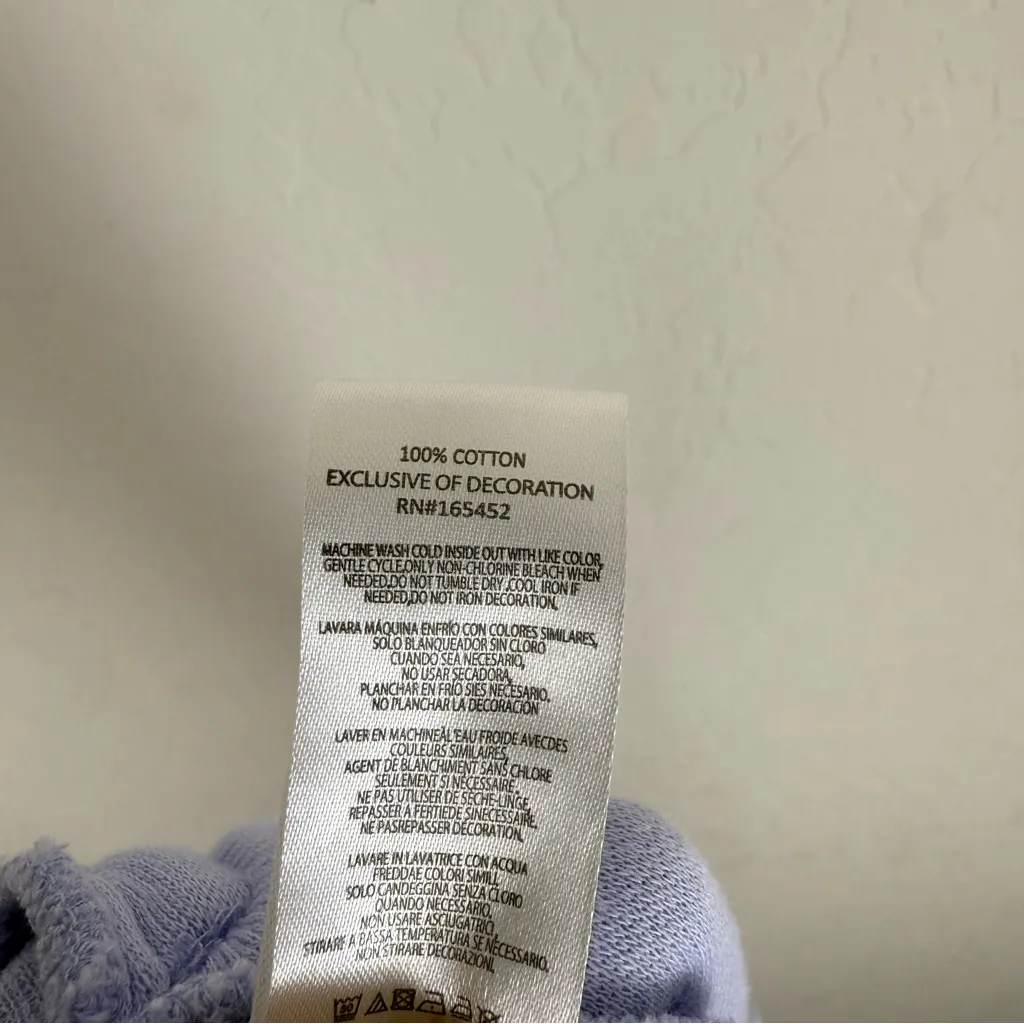 100% COTTON
EXCLUSIVE OF DECORATION
RN#165452
MACHINE WASH COLD INSIDE OUT WITH LIKE COLOR,
GENTLE CYCLE,ONLY NON-CHLORINE BLEACH WHEN
NEEDED,DO NOT TUMBLE DRY ,COOL IRON IF
NEEDED,DO NOT IRON DECORATION,
LAVARA MÁQUINA ENFRÍO CON COLORES SIMILARES,
SOLO BLANQUEADOR SIN CLORO
CUANDO SEA NECESARIO,
NO USAR SECADORA,
PLANCHAR EN FRÍO SIES NECESARIO,
NO PLANCHAR LA DECORACIÓN
LAVER EN MACHINEÀL'EAU FROIDE AVECDES
COULEURS SIMILAIRES,
AGENT DE BLANCHIMENT SANS CHLORE
SEULEMENT SI NÉCESSAIRE,
NE PAS UTILISER DE SÈCHE-LINGE,
REPASSER À FERTIEDE SINECESSAIRE,
NE PASREPASSER DÉCORATION,
LAVARE IN LAVATRICE CON ACQUA
FREDDAE COLORI SIMILI,
SOLO CANDEGGINA SENZA CLORO
QUANDO NECESSARIO,
NON USARE ASCIUGATRICI,
STIRARE A BASSA TEMPERATURA SE NECESSARIO,
NON STIRARE DECORAZIONI,
30